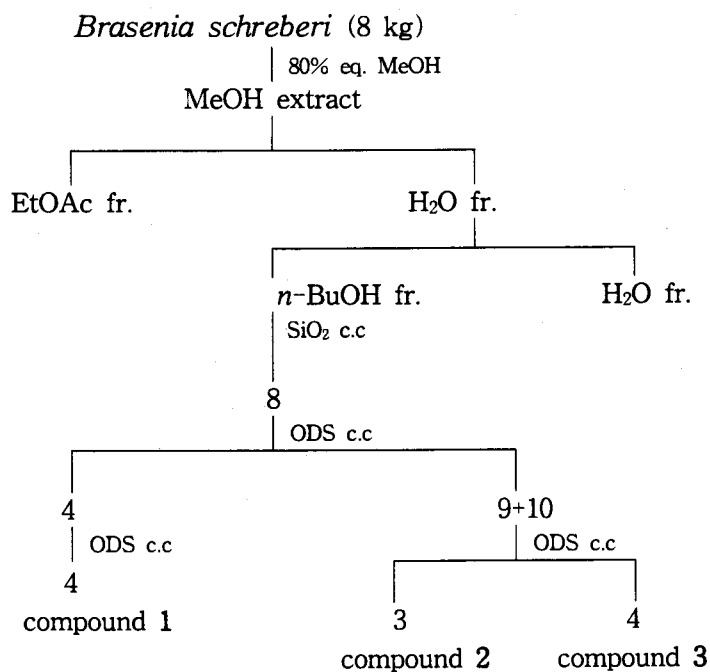 Brasenia schreberi (8 kg)
80% eq. MeOH
MeOH extract
EtOAc fr.
H₂O fr.
n-BuOH fr.
H₂O fr.
SiO₂ c.c
8
ODS c.c
4
9+10
ODS c.c
ODS c.c
4
3
4
compound 1
compound 2
compound 3